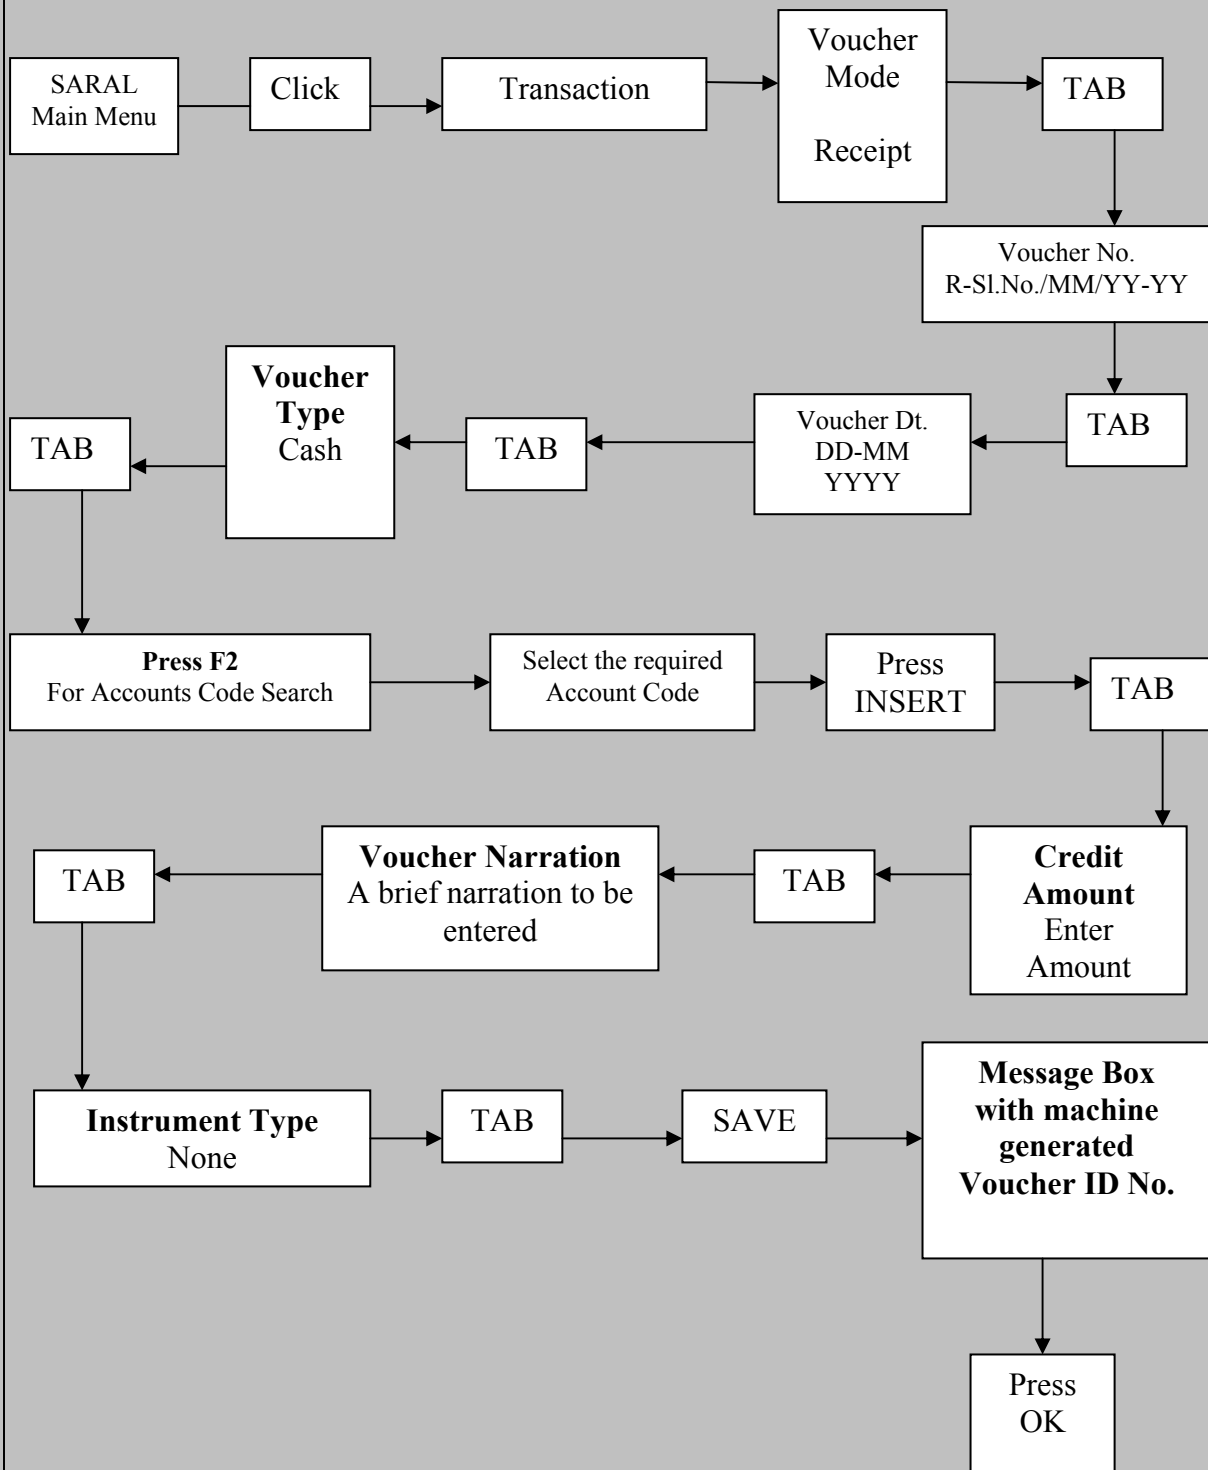 SARAL
Main Menu
Click
Transaction
Voucher
Mode
Receipt
TAB
Voucher No.
R-Sl.No./MM/YY-YY
TAB
Voucher Dt.
DD-MM
YYYY
TAB
Voucher
Type
Cash
TAB
Press F2
For Accounts Code Search
Select the required
Account Code
Press
INSERT
TAB
Credit
Amount
Enter
Amount
TAB
Voucher Narration
A brief narration to be
entered
TAB
Instrument Type
None
TAB
SAVE
Message Box
with machine
generated
Voucher ID No.
Press
OK